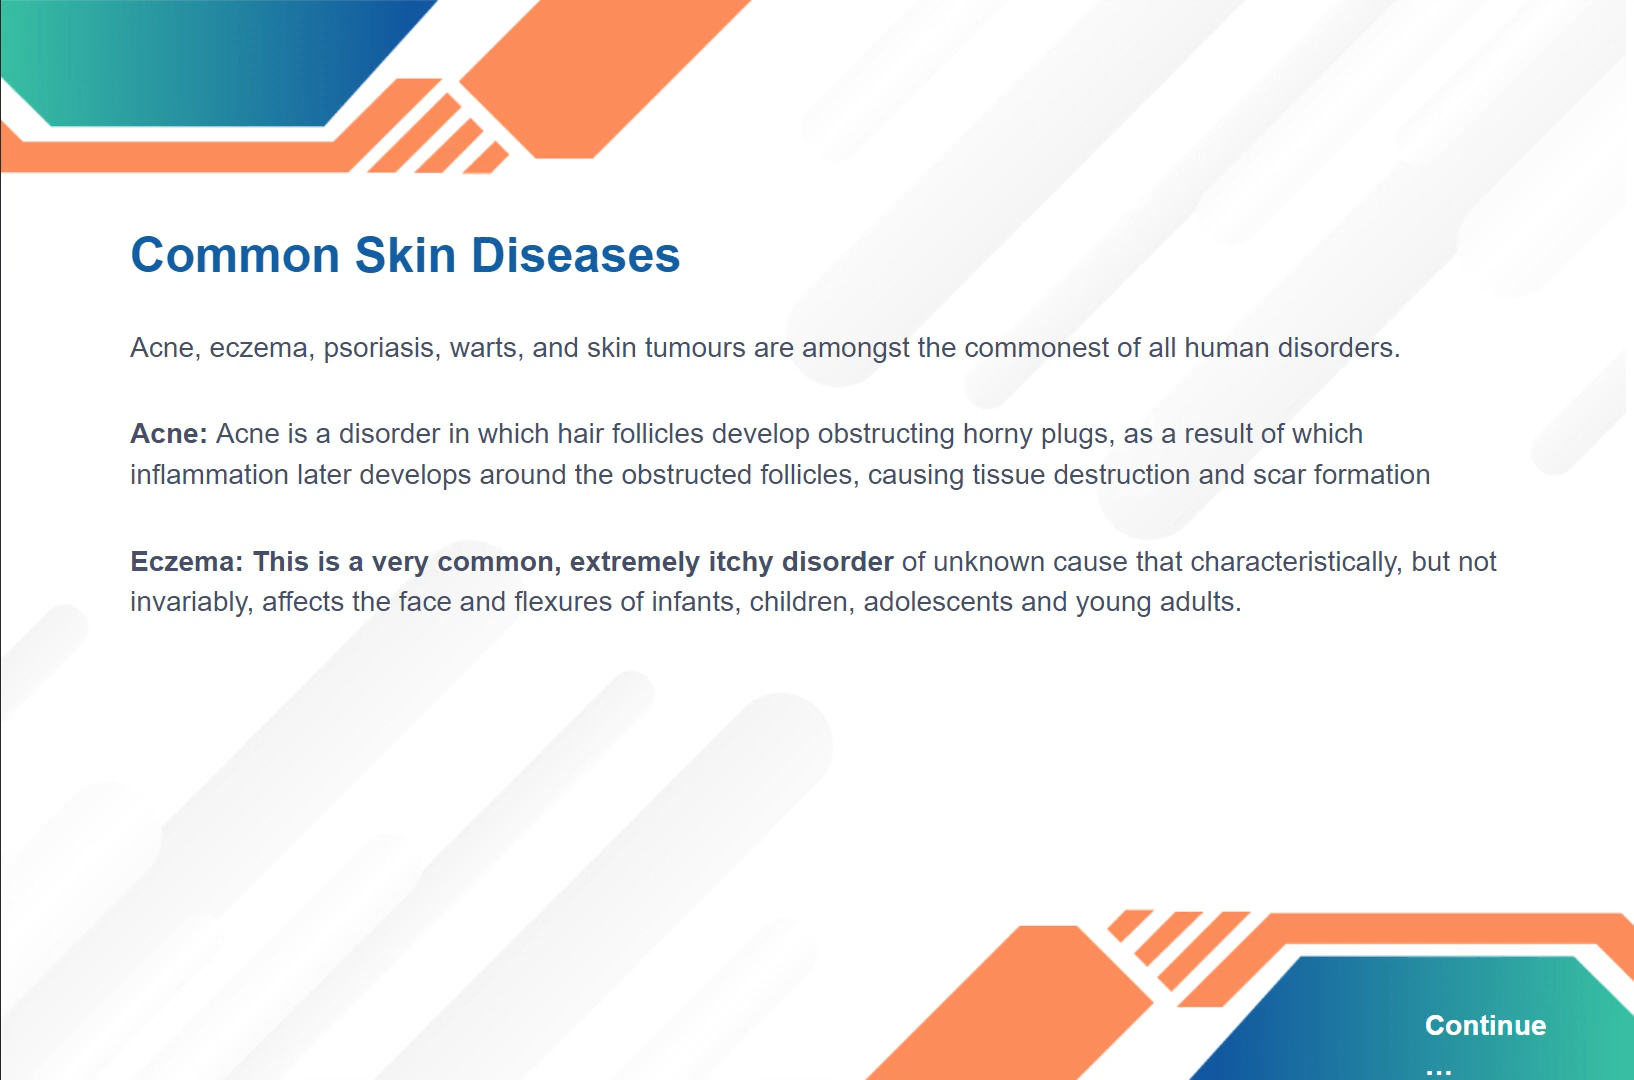 Common Skin Diseases
Acne, eczema, psoriasis, warts, and skin tumours are amongst the commonest of all human disorders.
Acne: Acne is a disorder in which hair follicles develop obstructing horny plugs, as a result of which
inflammation later develops around the obstructed follicles, causing tissue destruction and scar formation
Eczema: This is a very common, extremely itchy disorder of unknown cause that characteristically, but not
invariably, affects the face and flexures of infants, children, adolescents and young adults.
Continue
...